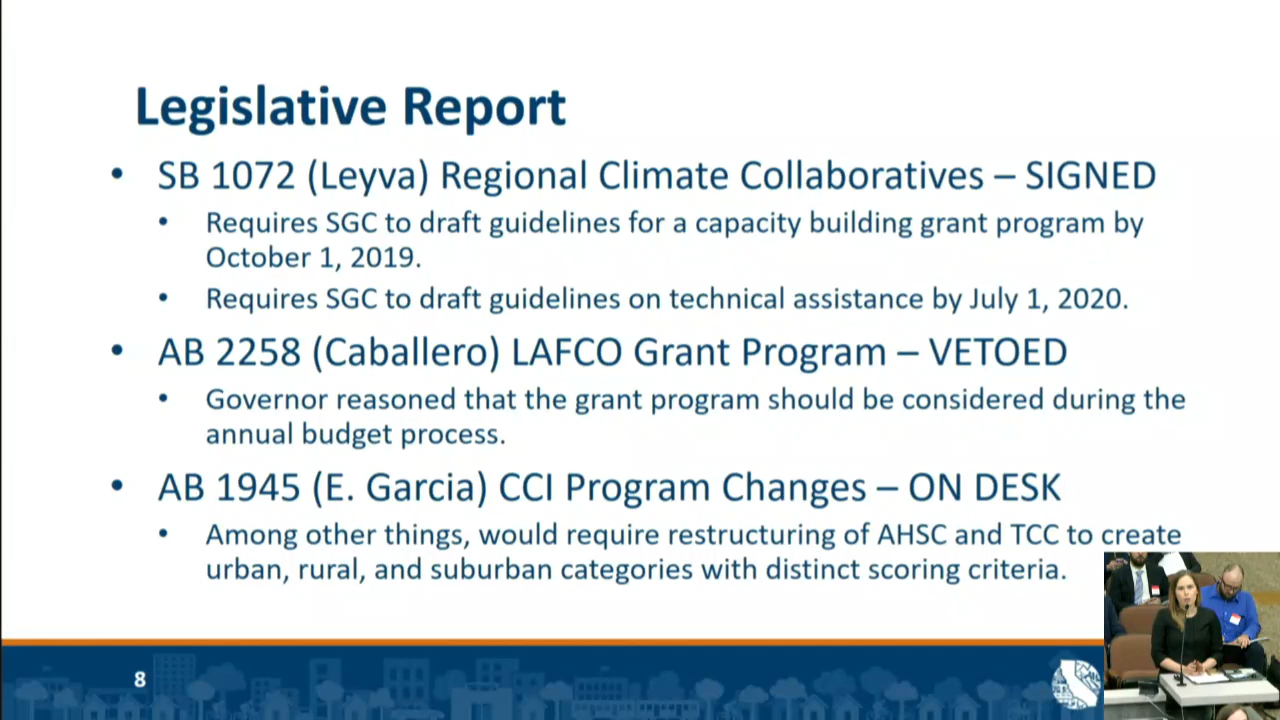 Legislative Report
• SB 1072 (Leyva) Regional Climate Collaboratives – SIGNED
• Requires SGC to draft guidelines for a capacity building grant program by
October 1, 2019.
• Requires SGC to draft guidelines on technical assistance by July 1, 2020.
• AB 2258 (Caballero) LAFCO Grant Program – VETOED
• Governor reasoned that the grant program should be considered during the
annual budget process.
• AB 1945 (E. Garcia) CCI Program Changes – ON DESK
• Among other things, would require restructuring of AHSC and TCC to create
urban, rural, and suburban categories with distinct scoring criteria.
8